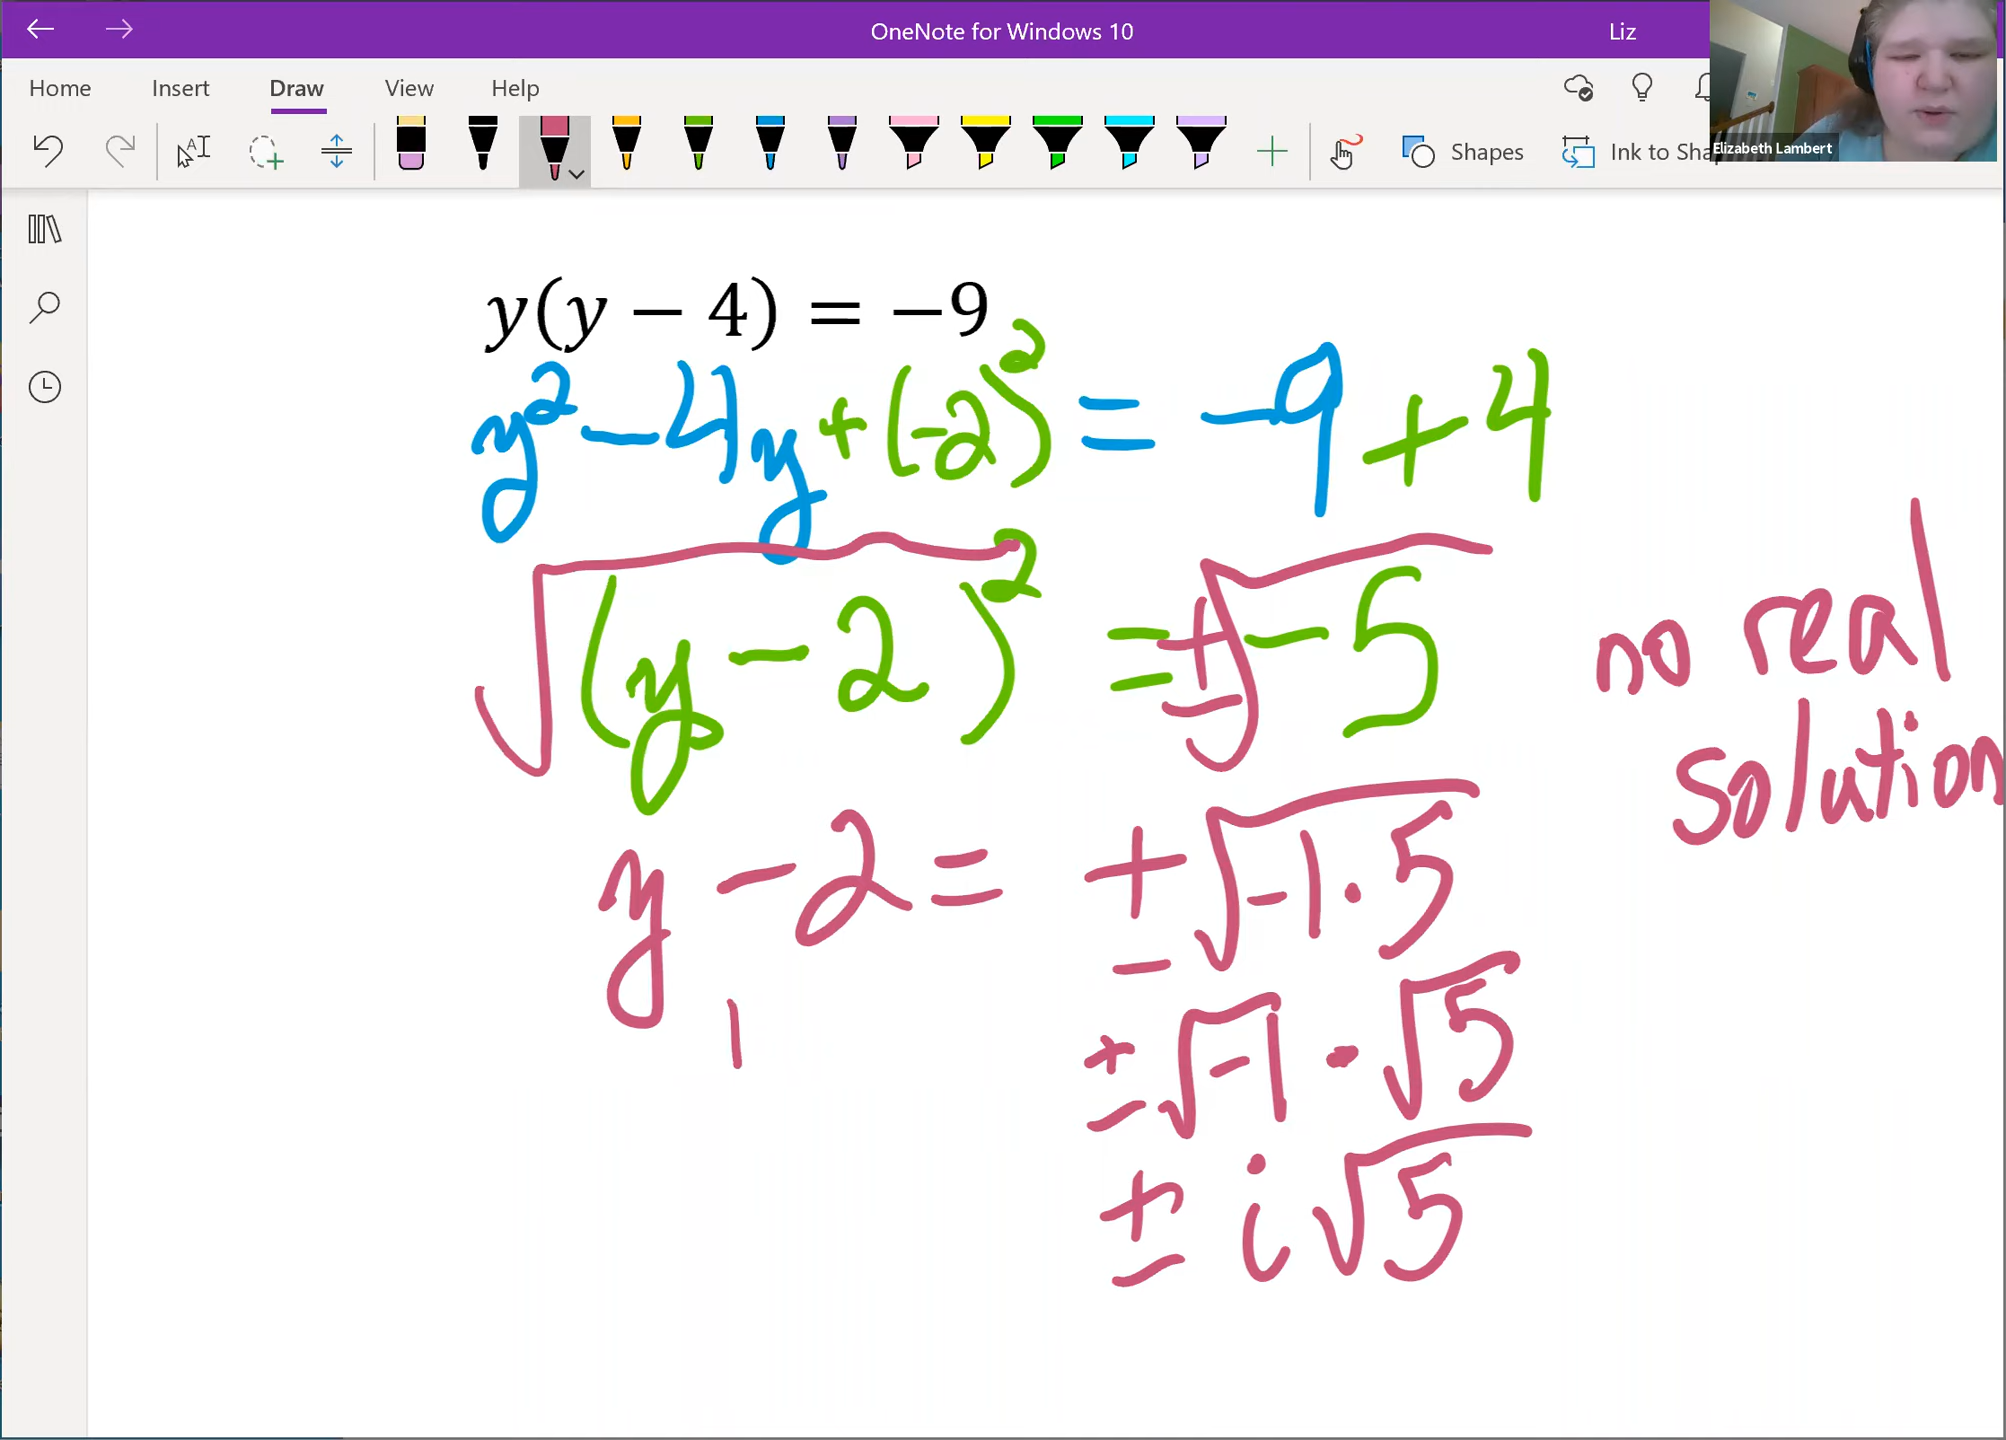 OneNote for Windows 10
Liz
Home Insert Draw View Help
Shapes
Ink to Sha
Elizabeth Lambert
y(y − 4) = −9
y² − 4y + (−2)² = −9 + 4
√(y − 2)² = ±√−5
no real
solution
y − 2 = ±√−1·5
±√−1 · √5
± i√5